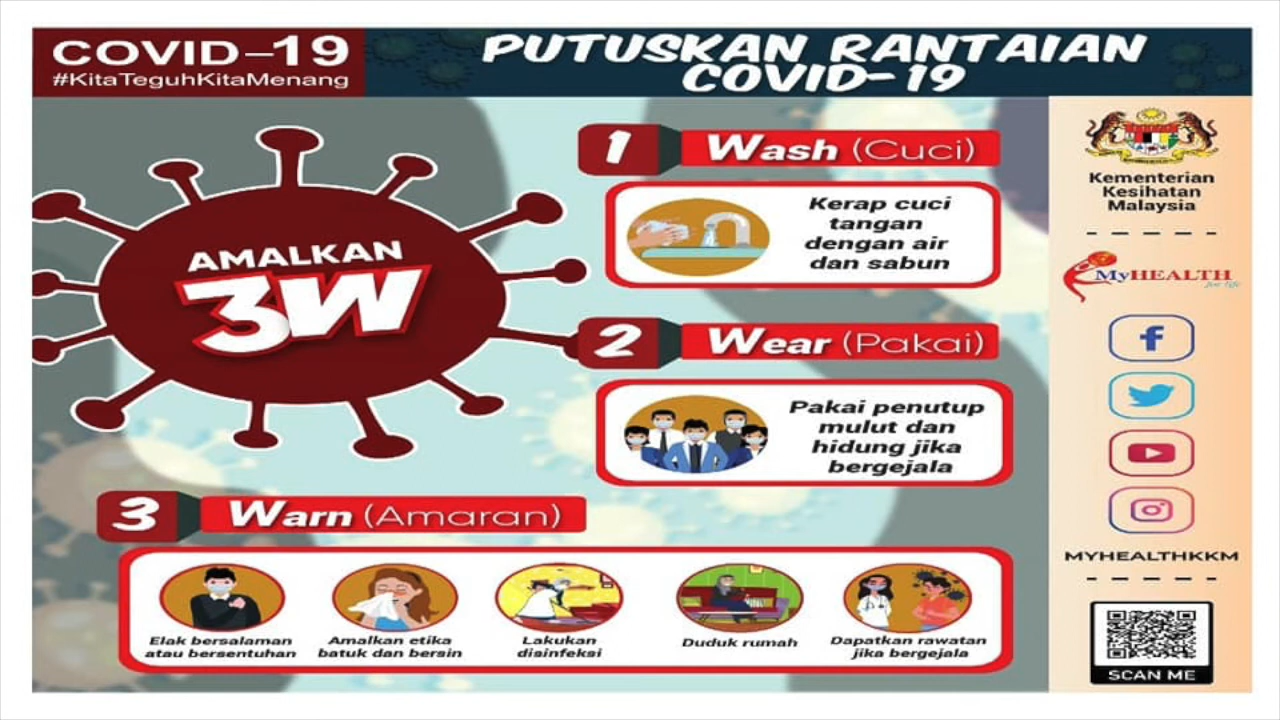 COVID-19
#KitaTeguhKitaMenang
PUTUSKAN RANTAIAN
COVID-19
AMALKAN
3W
1 Wash (Cuci)
Kerap cuci
tangan
dengan air
dan sabun
2 Wear (Pakai)
Pakai penutup
mulut dan
hidung jika
bergejala
3 Warn (Amaran)
Elak bersalaman
atau bersentuhan
Amalkan etika
batuk dan bersin
Lakukan
disinfeksi
Duduk rumah
Dapatkan rawatan
jika bergejala
Kementerian
Kesihatan
Malaysia
MyHEALTH
for life
MYHEALTHKKM
SCAN ME